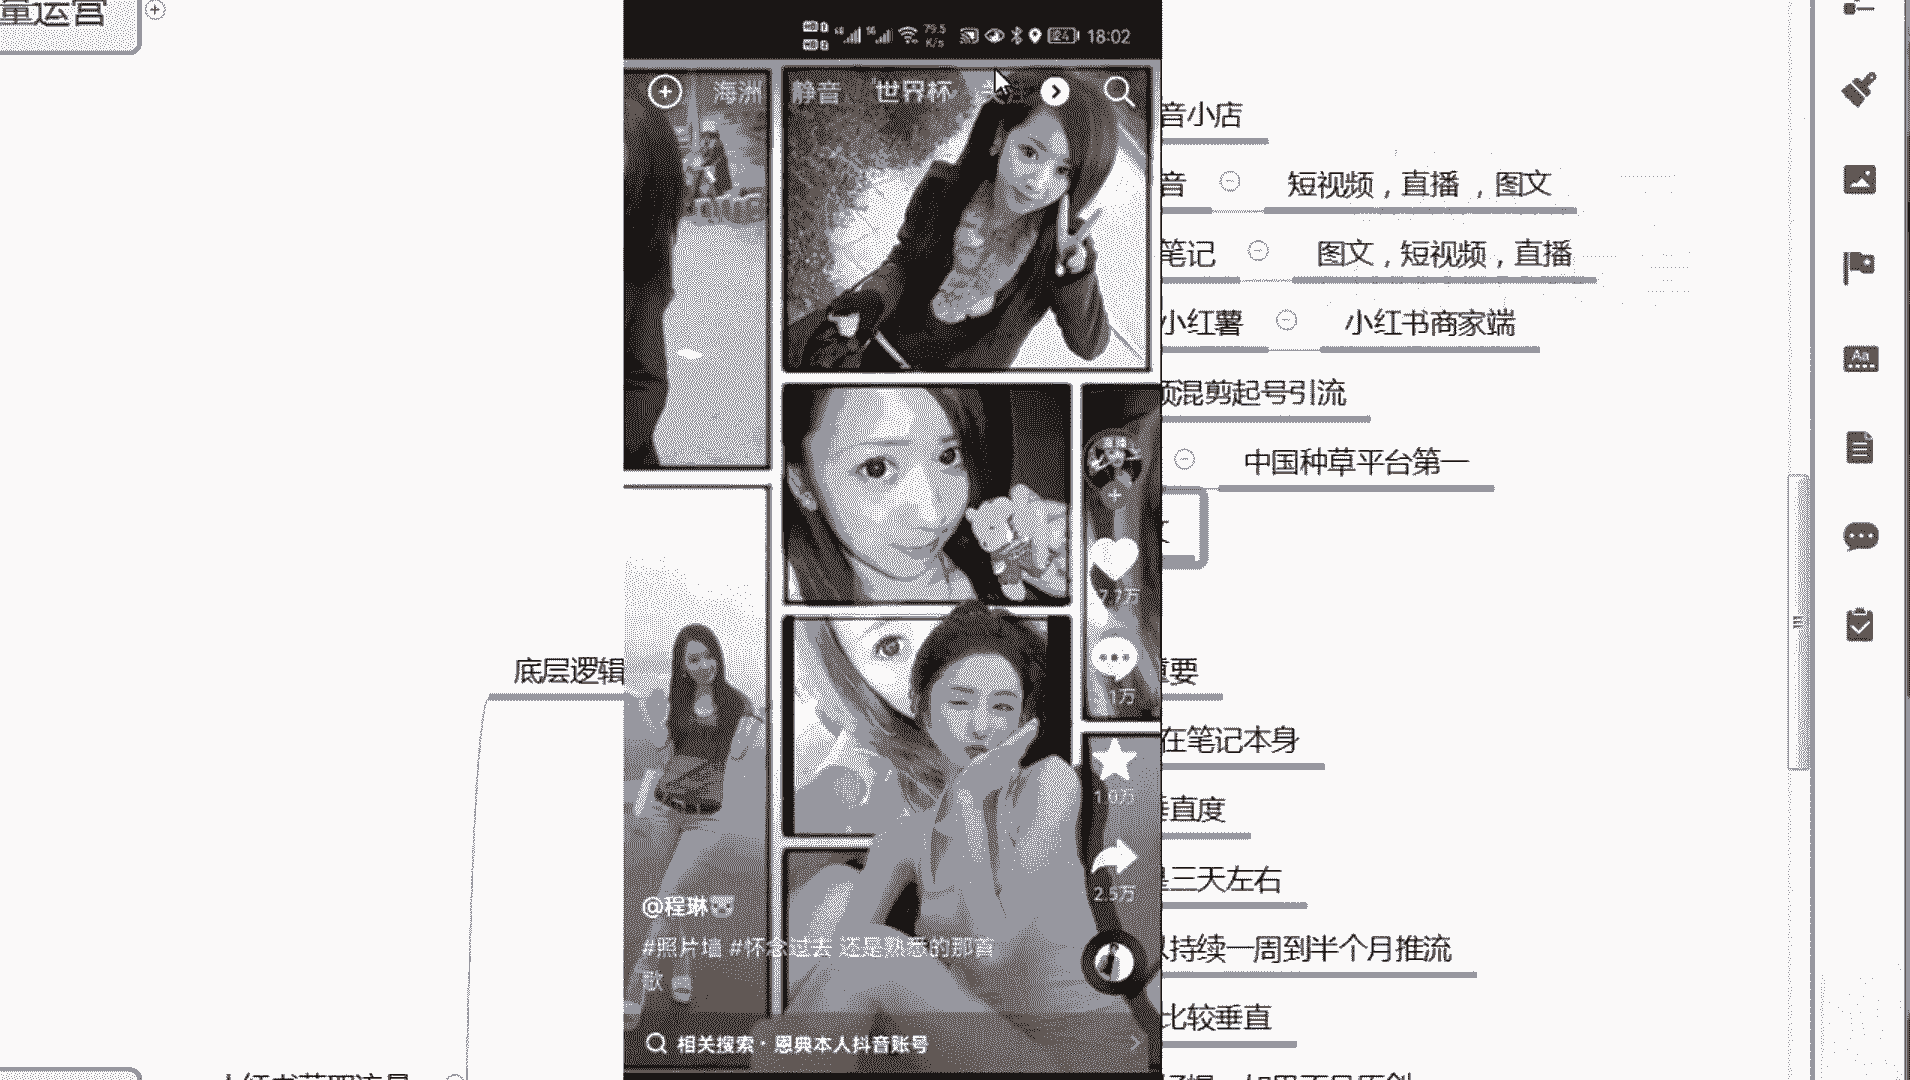 量运营
79.5
K/s
24
18:02
海洲 静音 世界杯
音小店
音
短视频，直播 ，图文
笔记
图文，短视频，直播
小红薯
小红书商家端
频混剪起号引流
中国种草平台第一
7.7万
底层逻辑
重要
1万
在笔记本身
垂直度
1.0万
是三天左右
2.5万
@程琳
#照片墙 #怀念过去 还是熟悉的那首
歌
以持续一周到半个月推流
比较垂直
相关搜索·恩典本人抖音账号
Aa